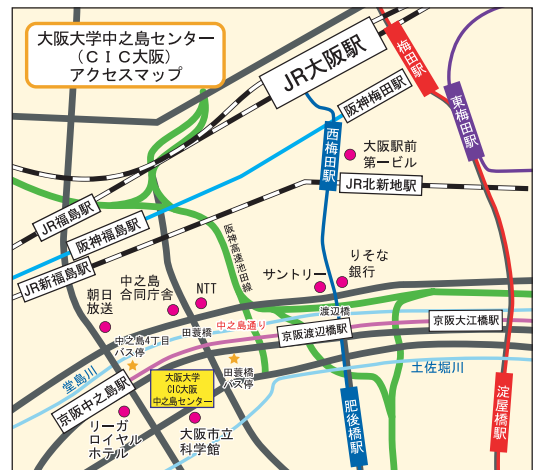 大阪大学中之島センター
（ＣＩＣ大阪）
アクセスマップ
JR大阪駅
梅田駅
阪神梅田駅
東梅田駅
西梅田駅
大阪駅前
第一ビル
JR北新地駅
JR福島駅
阪神福島駅
JR新福島駅
阪神高速池田線
サントリー
りそな
銀行
朝日
放送
中之島
合同庁舎
NTT
渡辺橋
中之島通り
田蓑橋
京阪渡辺橋駅
京阪大江橋駅
中之島4丁目
バス停
田蓑橋
バス停
堂島川
京阪中之島駅
大阪大学
CIC大阪
中之島センター
土佐堀川
リーガ
ロイヤル
ホテル
大阪市立
科学館
肥後橋駅
淀屋橋駅